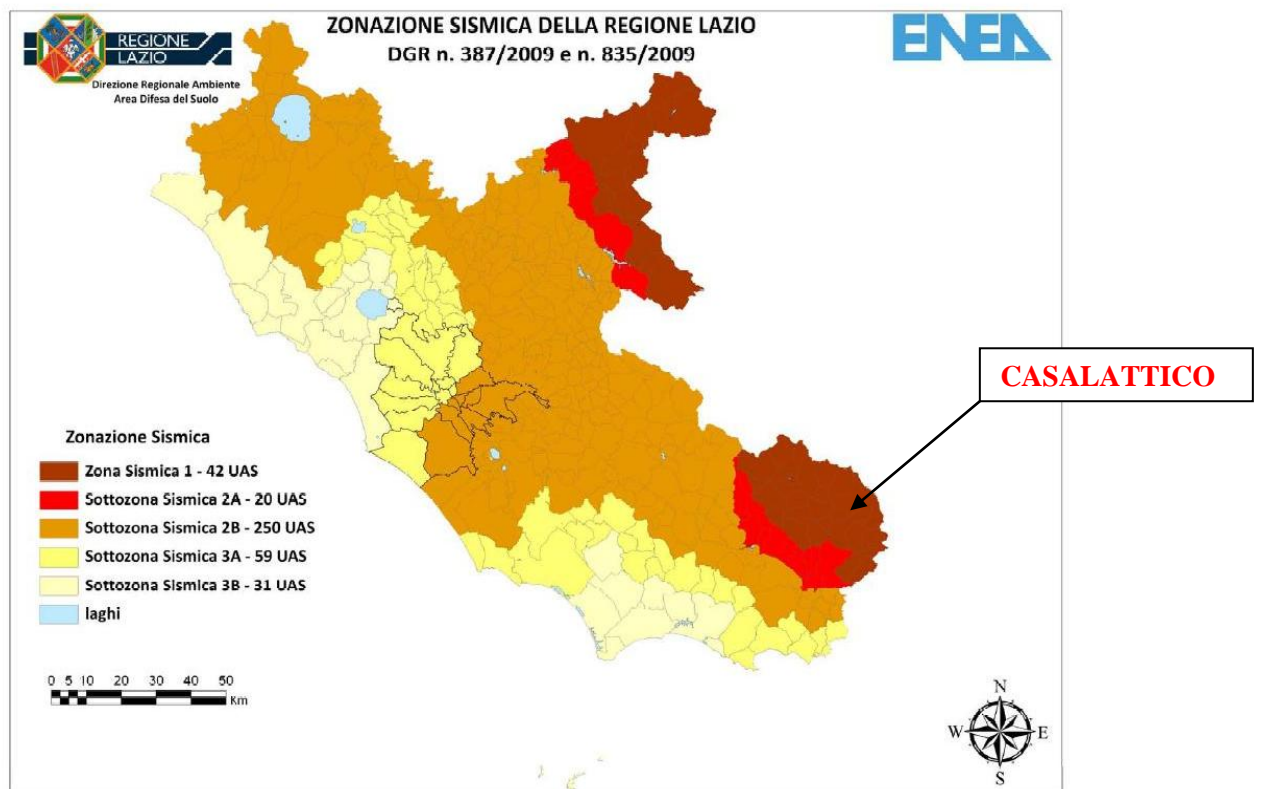 REGIONE
LAZIO
Direzione Regionale Ambiente
Area Difesa del Suolo
ZONAZIONE SISMICA DELLA REGIONE LAZIO
DGR n. 387/2009 e n. 835/2009
ENEA
CASALATTICO
Zonazione Sismica
Zona Sismica 1 - 42 UAS
Sottozona Sismica 2A - 20 UAS
Sottozona Sismica 2B - 250 UAS
Sottozona Sismica 3A - 59 UAS
Sottozona Sismica 3B - 31 UAS
laghi
0 5 10 20 30 40 50
Km
N
W E
S